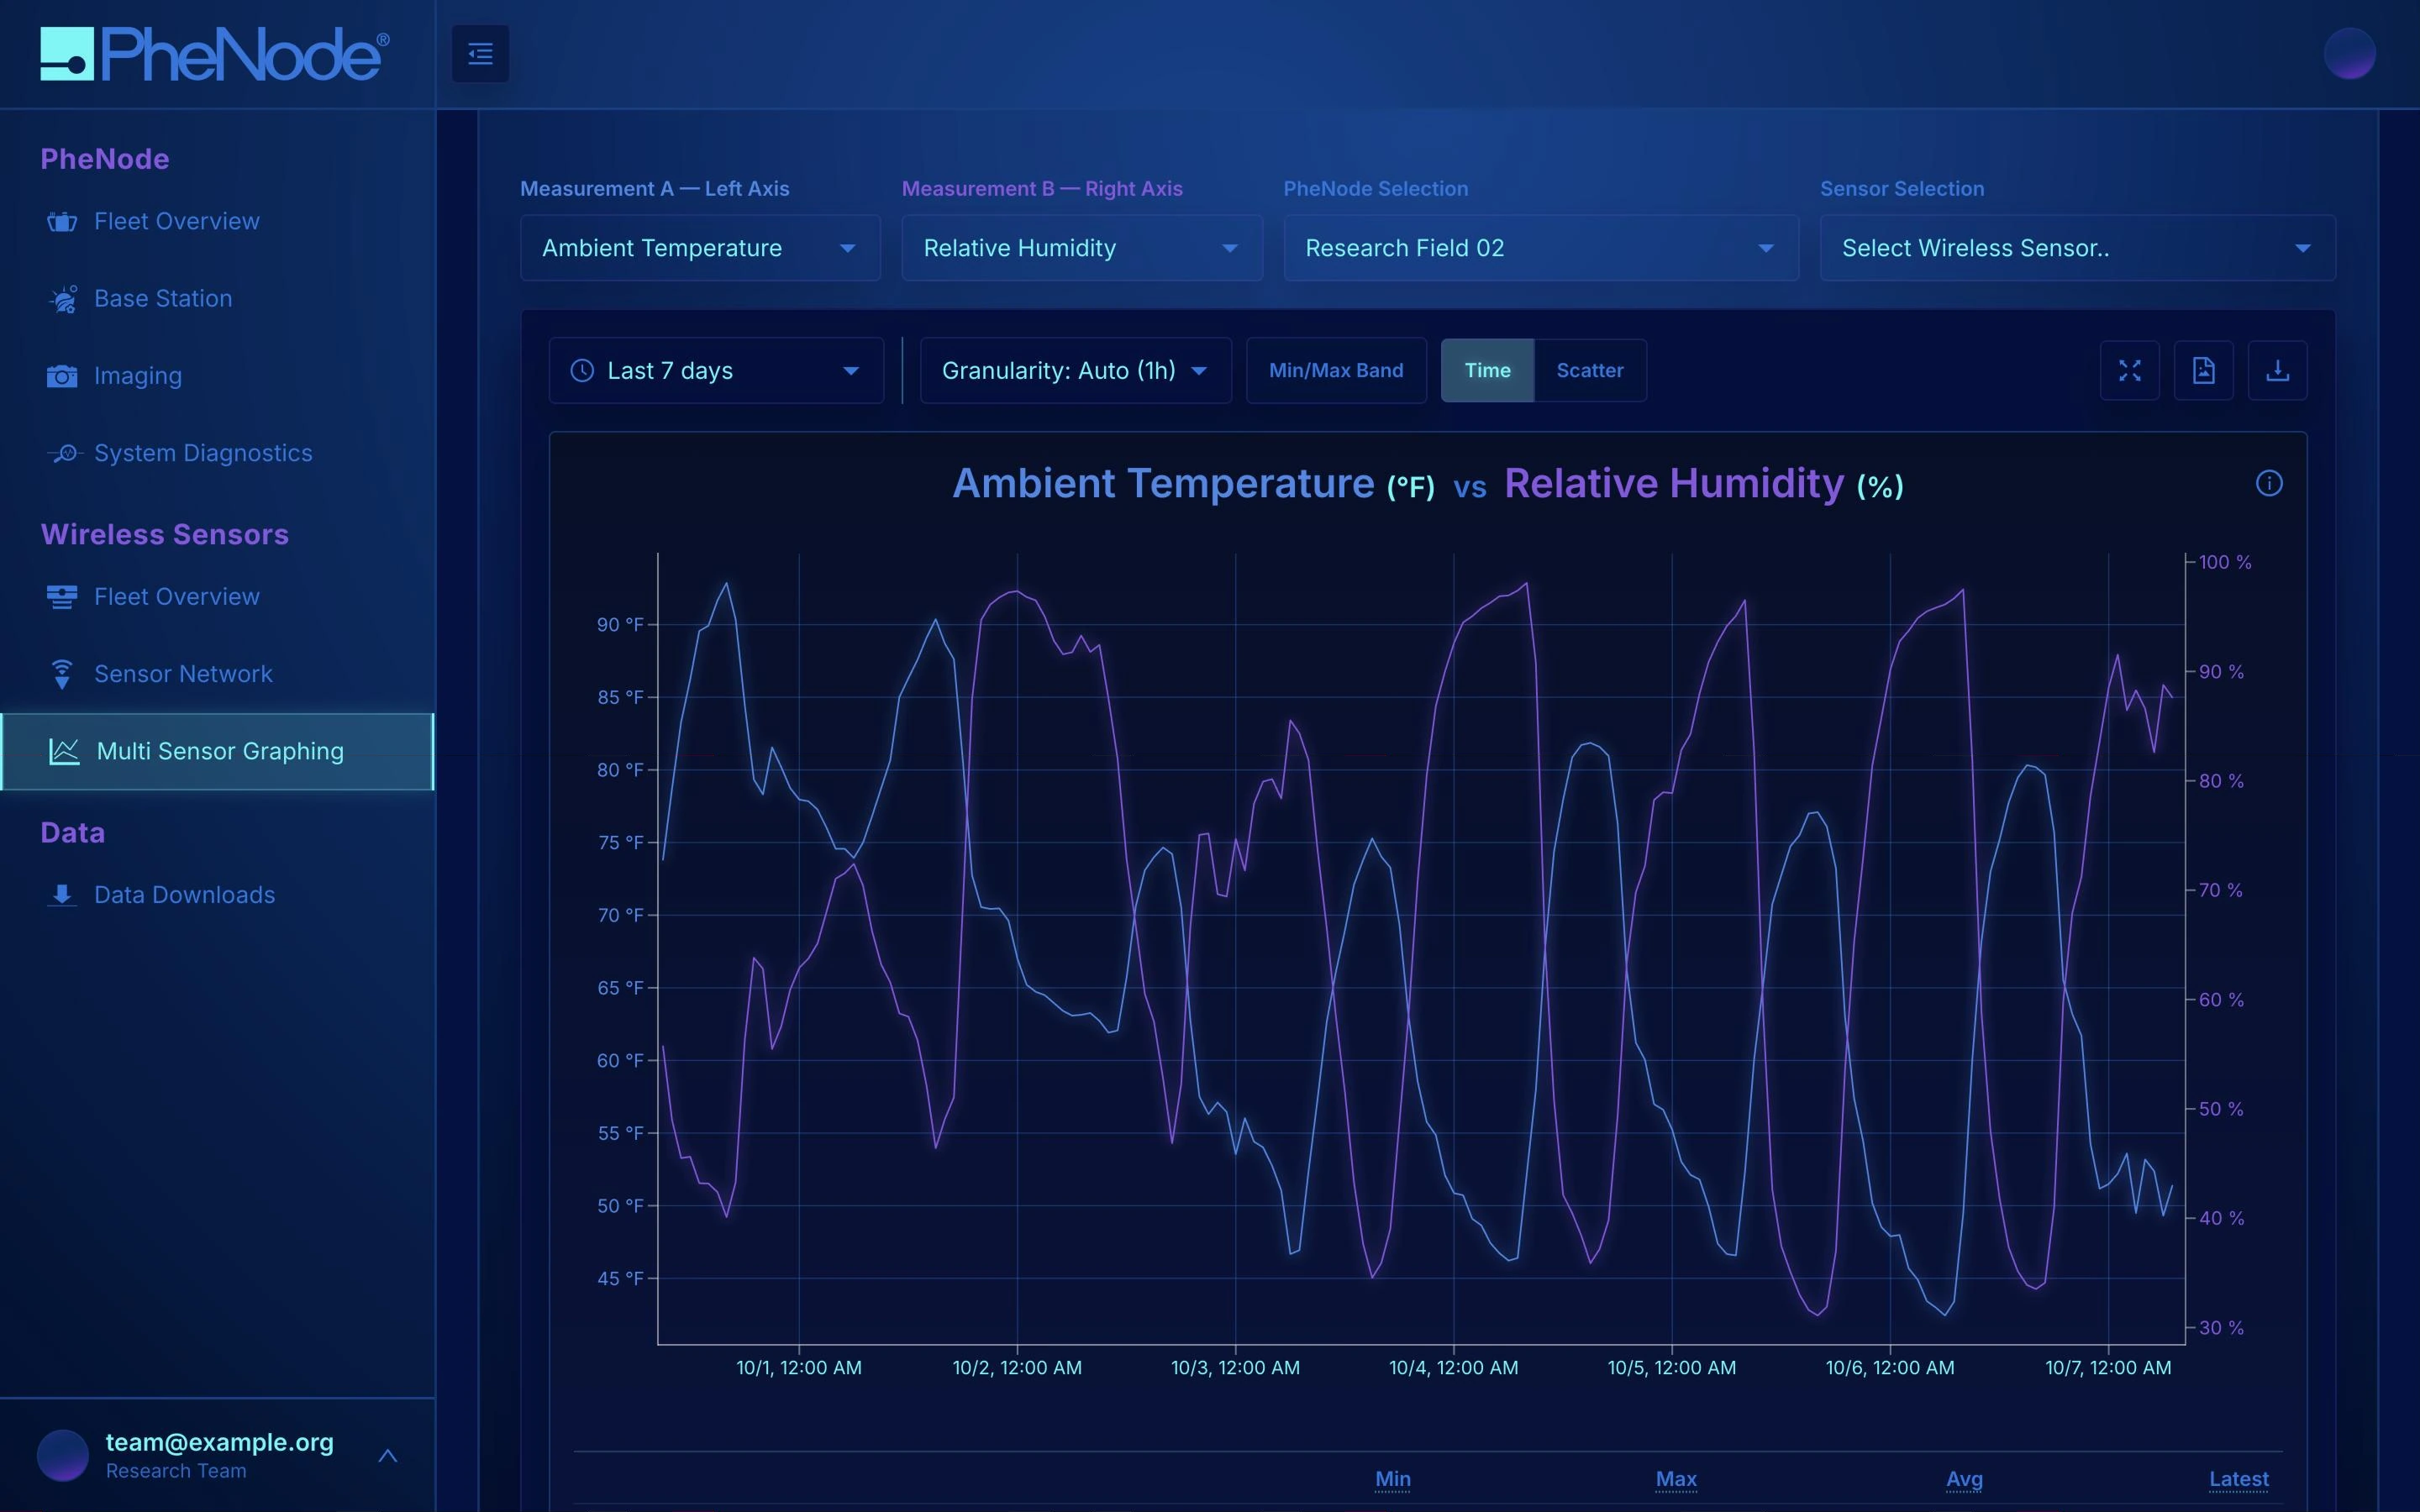 PheNode®
PheNode
Fleet Overview
Base Station
Imaging
System Diagnostics
Wireless Sensors
Fleet Overview
Sensor Network
Multi Sensor Graphing
Data
Data Downloads
team@example.org
Research Team
Measurement A — Left Axis
Ambient Temperature
Measurement B — Right Axis
Relative Humidity
PheNode Selection
Research Field 02
Sensor Selection
Select Wireless Sensor..
Last 7 days
Granularity: Auto (1h)
Min/Max Band
Time
Scatter
Ambient Temperature (°F) vs Relative Humidity (%)
90 °F
85 °F
80 °F
75 °F
70 °F
65 °F
60 °F
55 °F
50 °F
45 °F
100 %
90 %
80 %
70 %
60 %
50 %
40 %
30 %
10/1, 12:00 AM
10/2, 12:00 AM
10/3, 12:00 AM
10/4, 12:00 AM
10/5, 12:00 AM
10/6, 12:00 AM
10/7, 12:00 AM
Min
Max
Avg
Latest